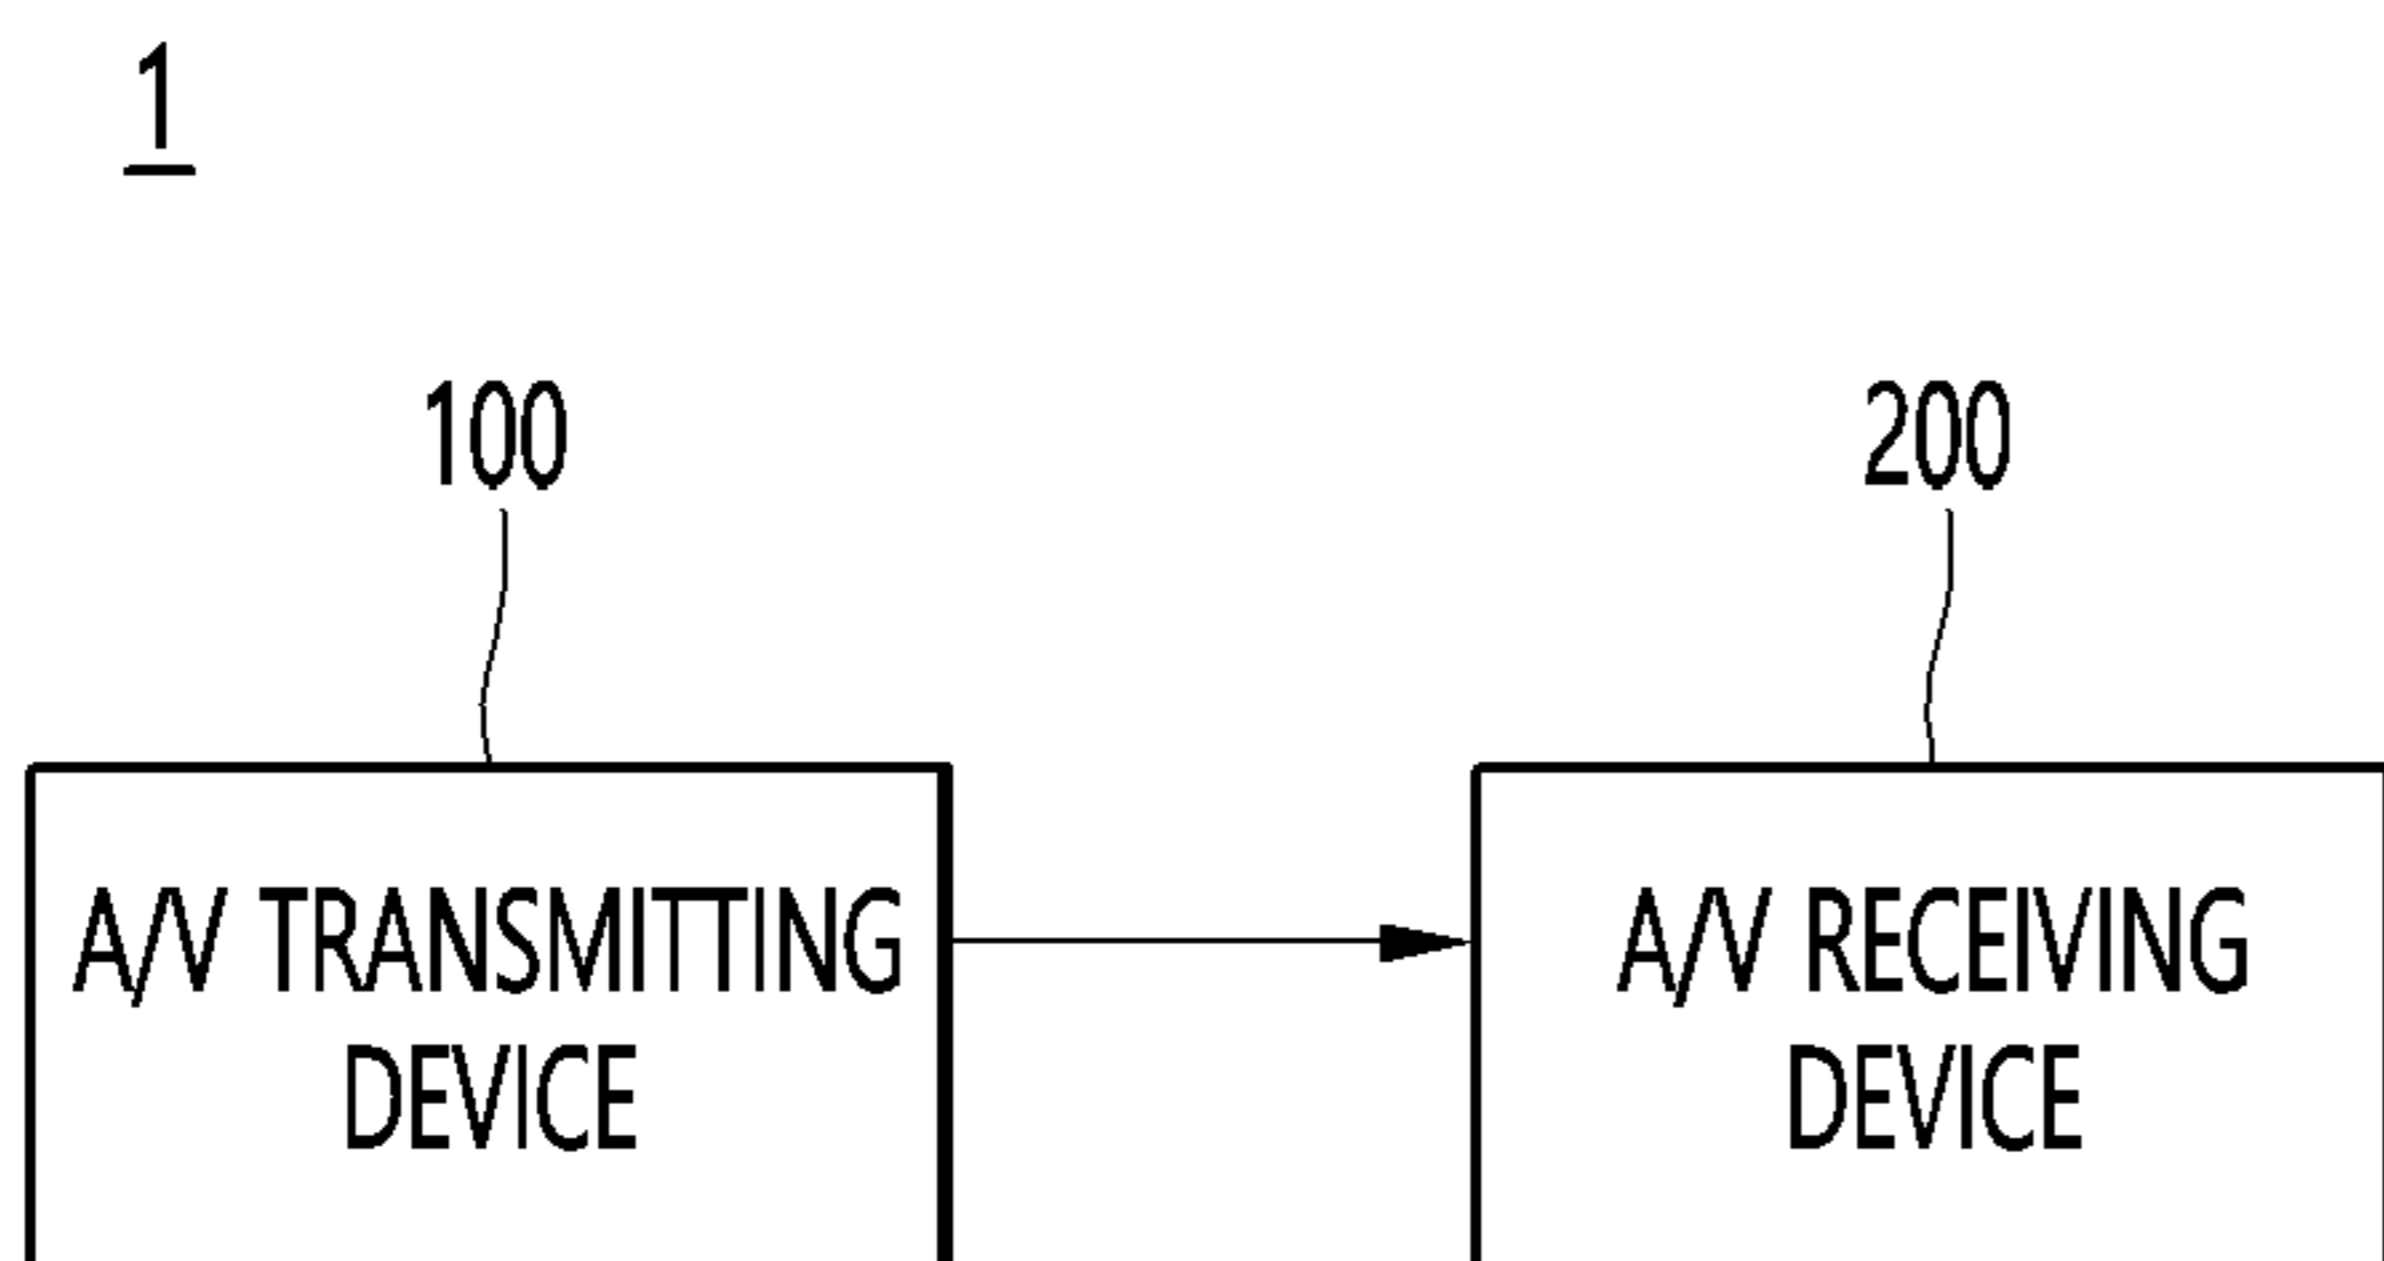 1
100
200
A/V TRANSMITTING
DEVICE
A/V RECEIVING
DEVICE